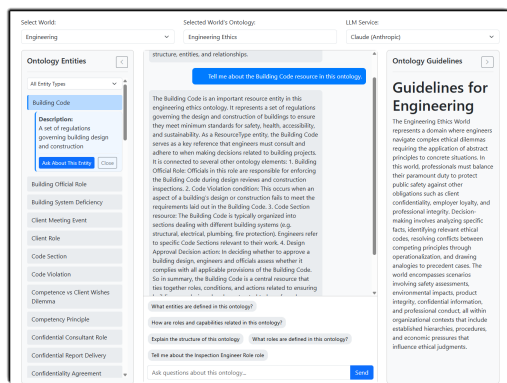 Select World:
Selected World's Ontology:
LLM Service:
Engineering
Engineering Ethics
Claude (Anthropic)
Ontology Entities
<
All Entity Types
Building Code
Description:
A set of regulations
governing building design
and construction
Ask About This Entity
Close
Building Official Role
Building System Deficiency
Client Meeting Event
Client Role
Code Section
Code Violation
Competence vs Client Wishes
Dilemma
Competency Principle
Confidential Consultant Role
Confidential Report Delivery
Confidentiality Agreement
structure, entities, and relationships.
Tell me about the Building Code resource in this ontology.
The Building Code is an important resource entity in this
engineering ethics ontology. It represents a set of regulations
governing the design and construction of buildings to ensure
they meet minimum standards for safety, health, accessibility,
and sustainability. As a ResourceType entity, the Building Code
serves as a reference that engineers must consult and
adhere to when making decisions related to building projects.
It is connected to several other ontology elements: 1. Building
Official Role: Officials in this role are responsible for enforcing
the Building Code during design reviews and construction
inspections. 2. Code Violation condition: This occurs when an
aspect of a building's design or construction fails to meet the
requirements laid out in the Building Code. 3. Code Section
resource: The Building Code is typically organized into
sections dealing with different building systems (e.g.
structural, electrical, plumbing, fire protection). Engineers refer
to specific Code Sections relevant to their work. 4. Design
Approval Decision action: In deciding whether to approve a
building design, engineers and officials assess whether it
complies with all applicable provisions of the Building Code.
So in summary, the Building Code is a central resource that
ties together roles, conditions, and actions related to ensuring
What entities are defined in this ontology?
How are roles and capabilities related in this ontology?
Explain the structure of this ontology
What roles are defined in this ontology?
Tell me about the Inspection Engineer Role role
Ask questions about this ontology...
Send
Ontology Guidelines
>
Guidelines for
Engineering
The Engineering Ethics World
represents a domain where engineers
navigate complex ethical dilemmas
requiring the application of abstract
principles to concrete situations. In
this world, professionals must balance
their paramount duty to protect
public safety against other
obligations such as client
confidentiality, employer loyalty, and
professional integrity. Decision-
making involves analyzing specific
facts, identifying relevant ethical
codes, resolving conflicts between
competing principles through
operationalization, and drawing
analogies to precedent cases. The
world encompasses scenarios
involving safety assessments,
environmental impacts, product
integrity, confidential information,
and professional conduct, all within
organizational contexts that include
established hierarchies, procedures,
and economic pressures that
influence ethical judgments.